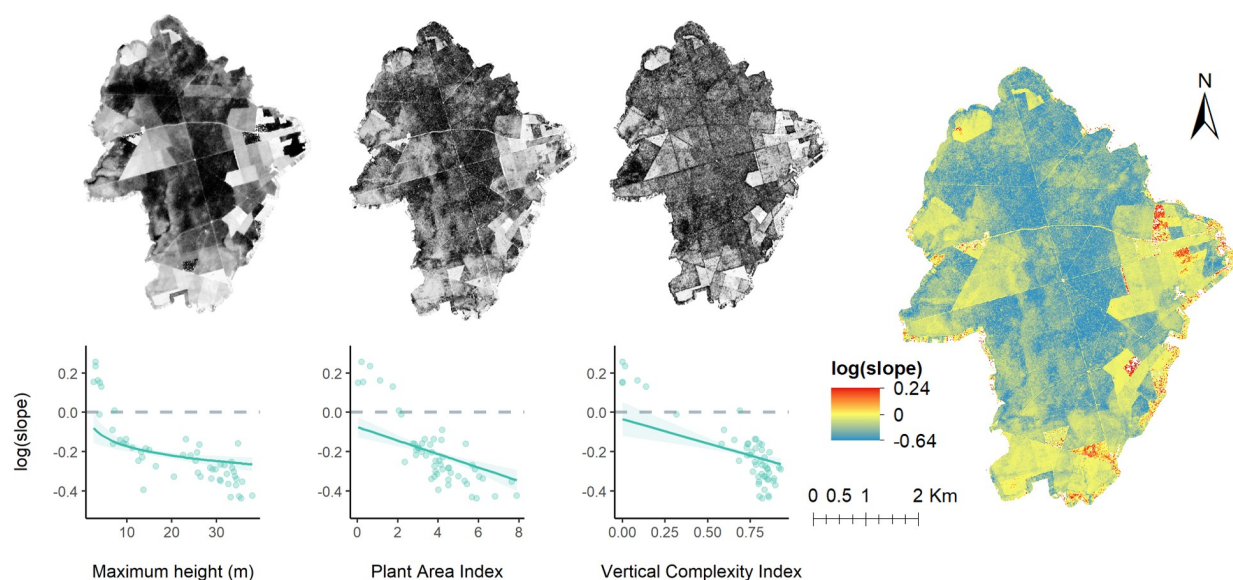 N
log(slope)
0.2
0.0
-0.2
-0.4
10 20 30
Maximum height (m)
0.2
0.0
-0.2
-0.4
0 2 4 6 8
Plant Area Index
0.2
0.0
-0.2
-0.4
0.00 0.25 0.50 0.75
Vertical Complexity Index
log(slope)
0.24
0
-0.64
0 0.5 1 2 Km